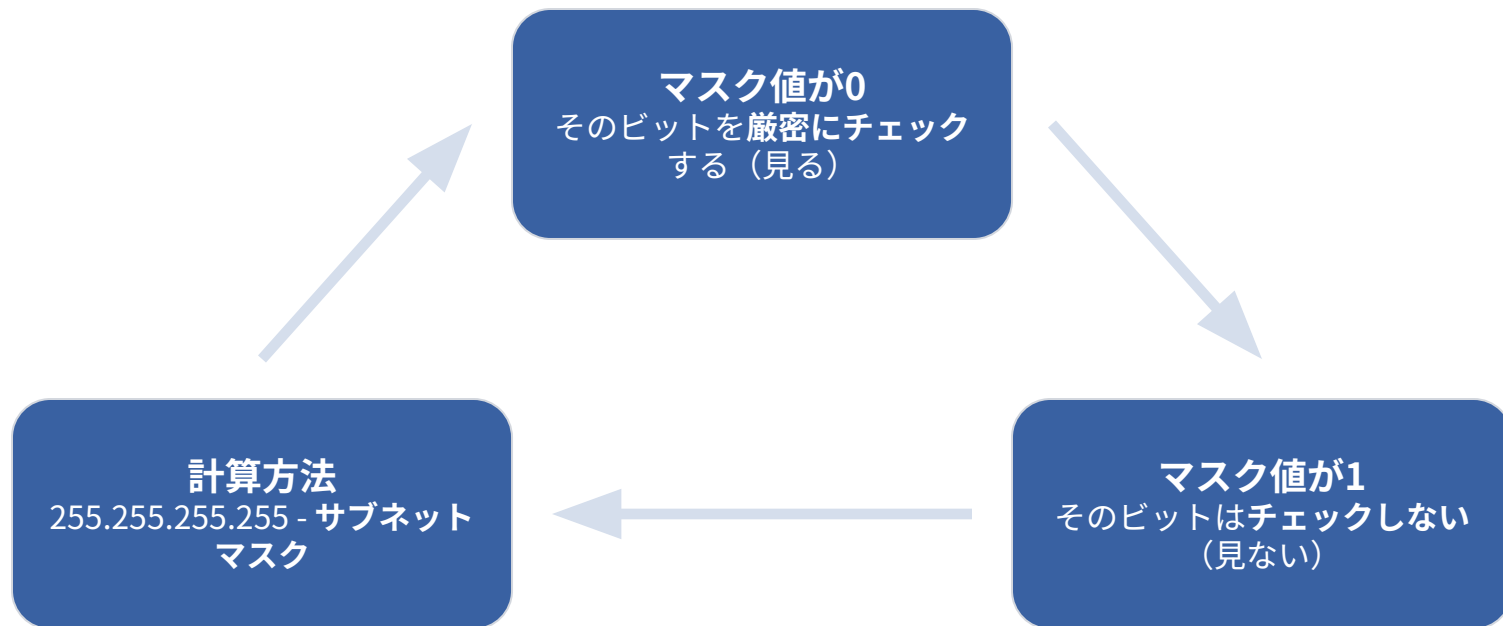 マスク値が0
そのビットを厳密にチェック
する（見る）
計算方法
255.255.255.255 - サブネット
マスク
マスク値が1
そのビットはチェックしない
（見ない）